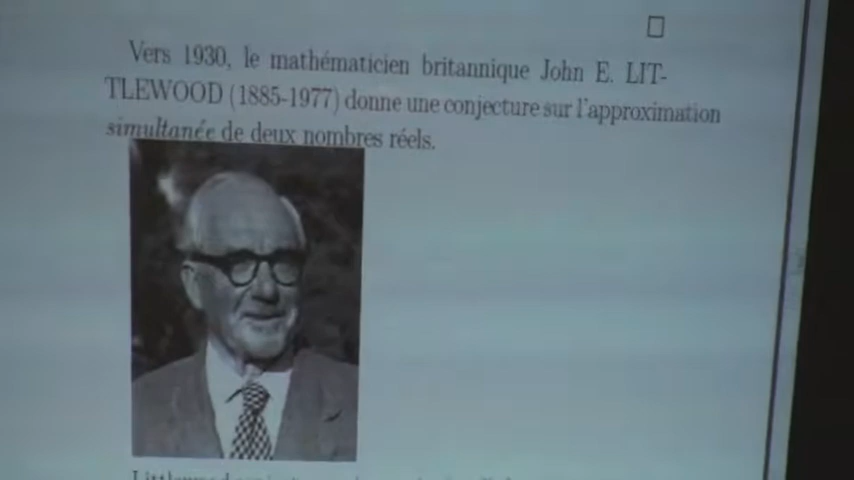 Vers 1930, le mathématicien britannique John E. LIT-
TLEWOOD (1885-1977) donne une conjecture sur l'approximation
simultanée de deux nombres réels.